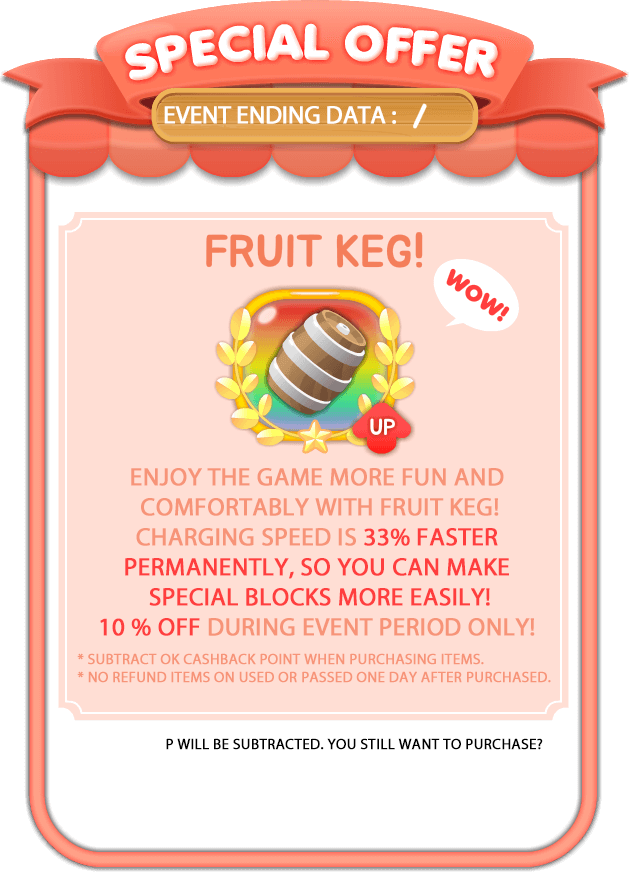 SPECIAL OFFER
EVENT ENDING DATA : /
FRUIT KEG!
WOW!
UP
ENJOY THE GAME MORE FUN AND
COMFORTABLY WITH FRUIT KEG!
CHARGING SPEED IS 33% FASTER
PERMANENTLY, SO YOU CAN MAKE
SPECIAL BLOCKS MORE EASILY!
10 % OFF DURING EVENT PERIOD ONLY!
* SUBTRACT OK CASHBACK POINT WHEN PURCHASING ITEMS.
* NO REFUND ITEMS ON USED OR PASSED ONE DAY AFTER PURCHASED.
P WILL BE SUBTRACTED. YOU STILL WANT TO PURCHASE?